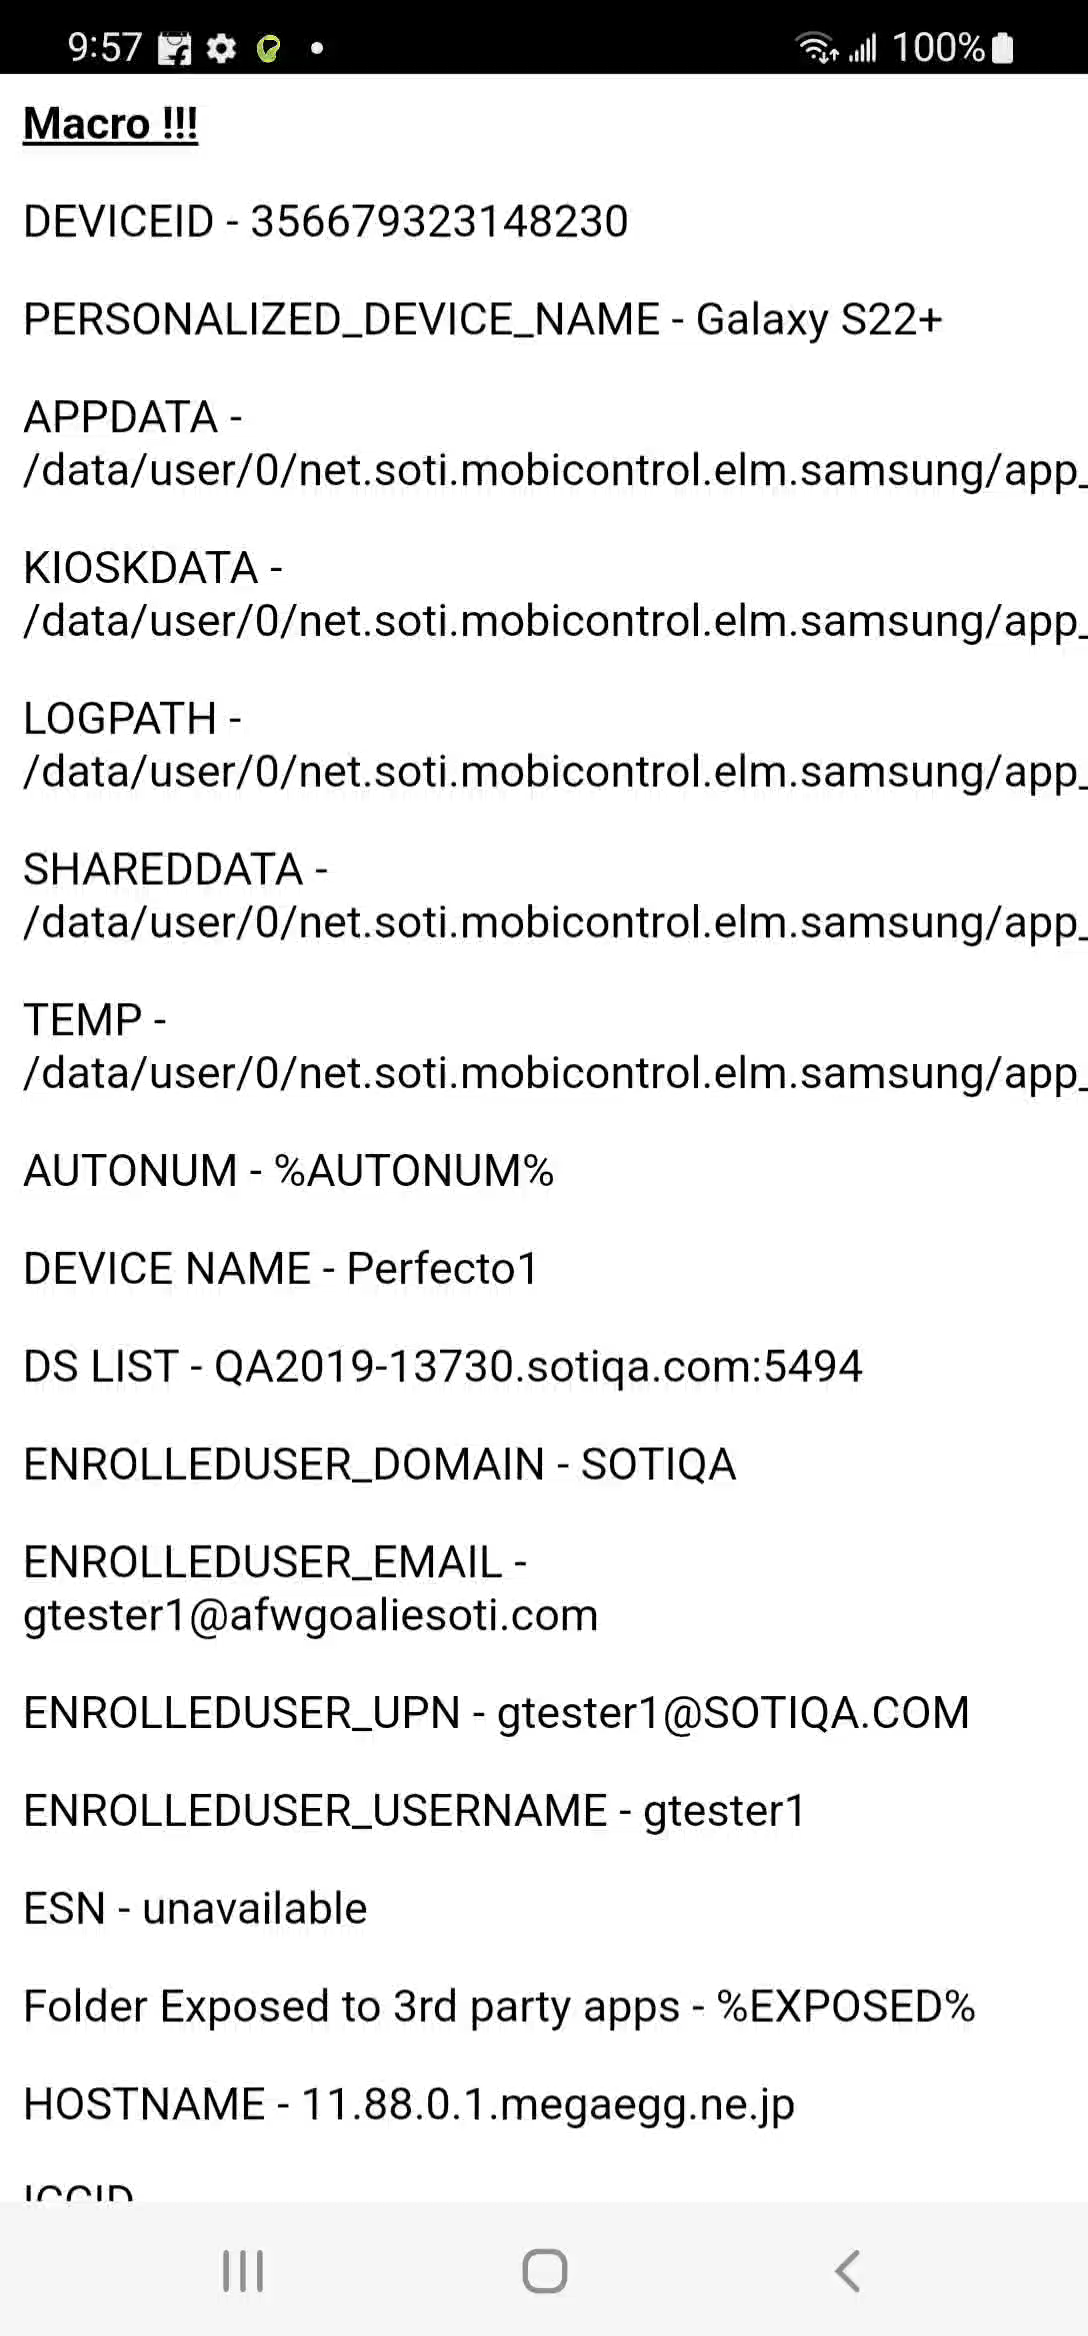 9:57
100%
Macro !!!
DEVICEID - 356679323148230
PERSONALIZED_DEVICE_NAME - Galaxy S22+
APPDATA -
/data/user/0/net.soti.mobicontrol.elm.samsung/app_
KIOSKDATA -
/data/user/0/net.soti.mobicontrol.elm.samsung/app_
LOGPATH -
/data/user/0/net.soti.mobicontrol.elm.samsung/app_
SHAREDDATA -
/data/user/0/net.soti.mobicontrol.elm.samsung/app_
TEMP -
/data/user/0/net.soti.mobicontrol.elm.samsung/app_
AUTONUM - %AUTONUM%
DEVICE NAME - Perfecto1
DS LIST - QA2019-13730.sotiqa.com:5494
ENROLLEDUSER_DOMAIN - SOTIQA
ENROLLEDUSER_EMAIL -
gtester1@afwgoaliesoti.com
ENROLLEDUSER_UPN - gtester1@SOTIQA.COM
ENROLLEDUSER_USERNAME - gtester1
ESN - unavailable
Folder Exposed to 3rd party apps - %EXPOSED%
HOSTNAME - 11.88.0.1.megaegg.ne.jp
ICCID